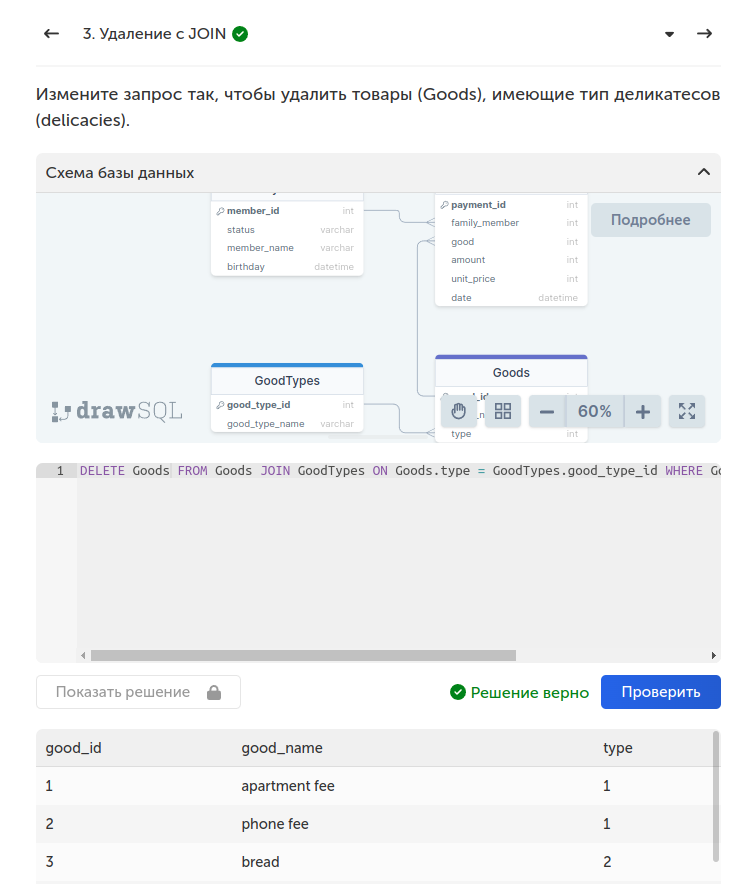 3. Удаление с JOIN
Измените запрос так, чтобы удалить товары (Goods), имеющие тип деликатесов
(delicacies).
Схема базы данных
member_id int
status varchar
member_name varchar
birthday datetime
payment_id int
family_member int
good int
amount int
unit_price int
date datetime
Подробнее
GoodTypes
good_type_id int
good_type_name varchar
Goods
type int
drawSQL
60%
1 DELETE Goods FROM Goods JOIN GoodTypes ON Goods.type = GoodTypes.good_type_id WHERE
Показать решение
Решение верно
Проверить
good_id good_name type
1 apartment fee 1
2 phone fee 1
3 bread 2